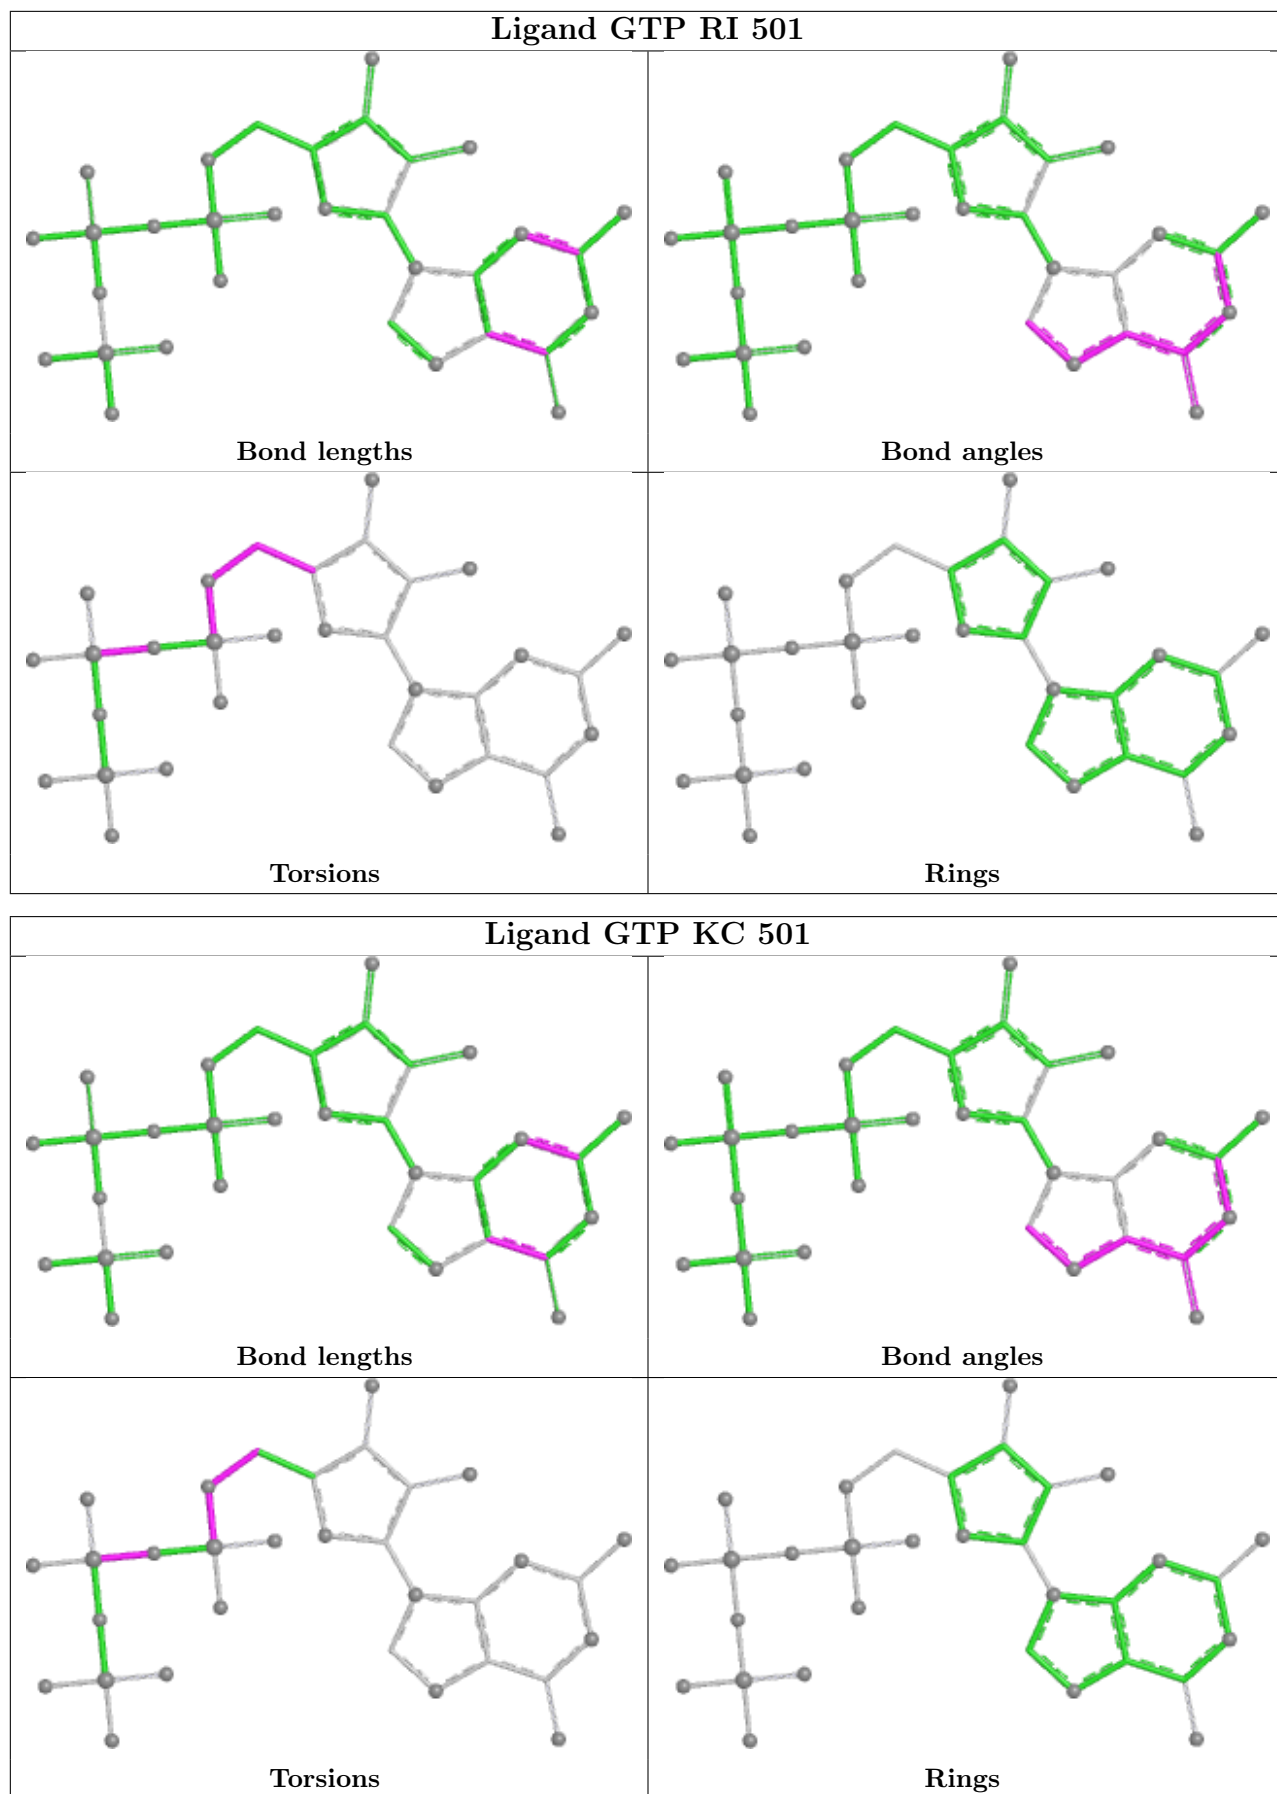 Ligand GTP RI 501
Bond lengths
Bond angles
Torsions
Rings
Ligand GTP KC 501
Bond lengths
Bond angles
Torsions
Rings